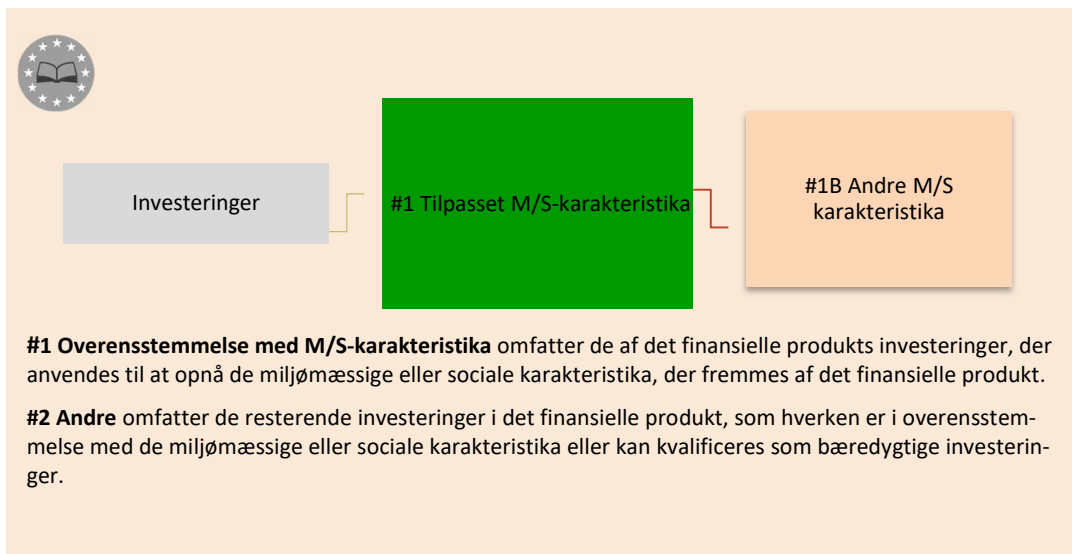 Investeringer
#1 Tilpasset M/S-karakteristika
#1B Andre M/S
karakteristika
#1 Overensstemmelse med M/S-karakteristika omfatter de af det finansielle produkts investeringer, der
anvendes til at opnå de miljømæssige eller sociale karakteristika, der fremmes af det finansielle produkt.
#2 Andre omfatter de resterende investeringer i det finansielle produkt, som hverken er i overensstem-
melse med de miljømæssige eller sociale karakteristika eller kan kvalificeres som bæredygtige investerin-
ger.